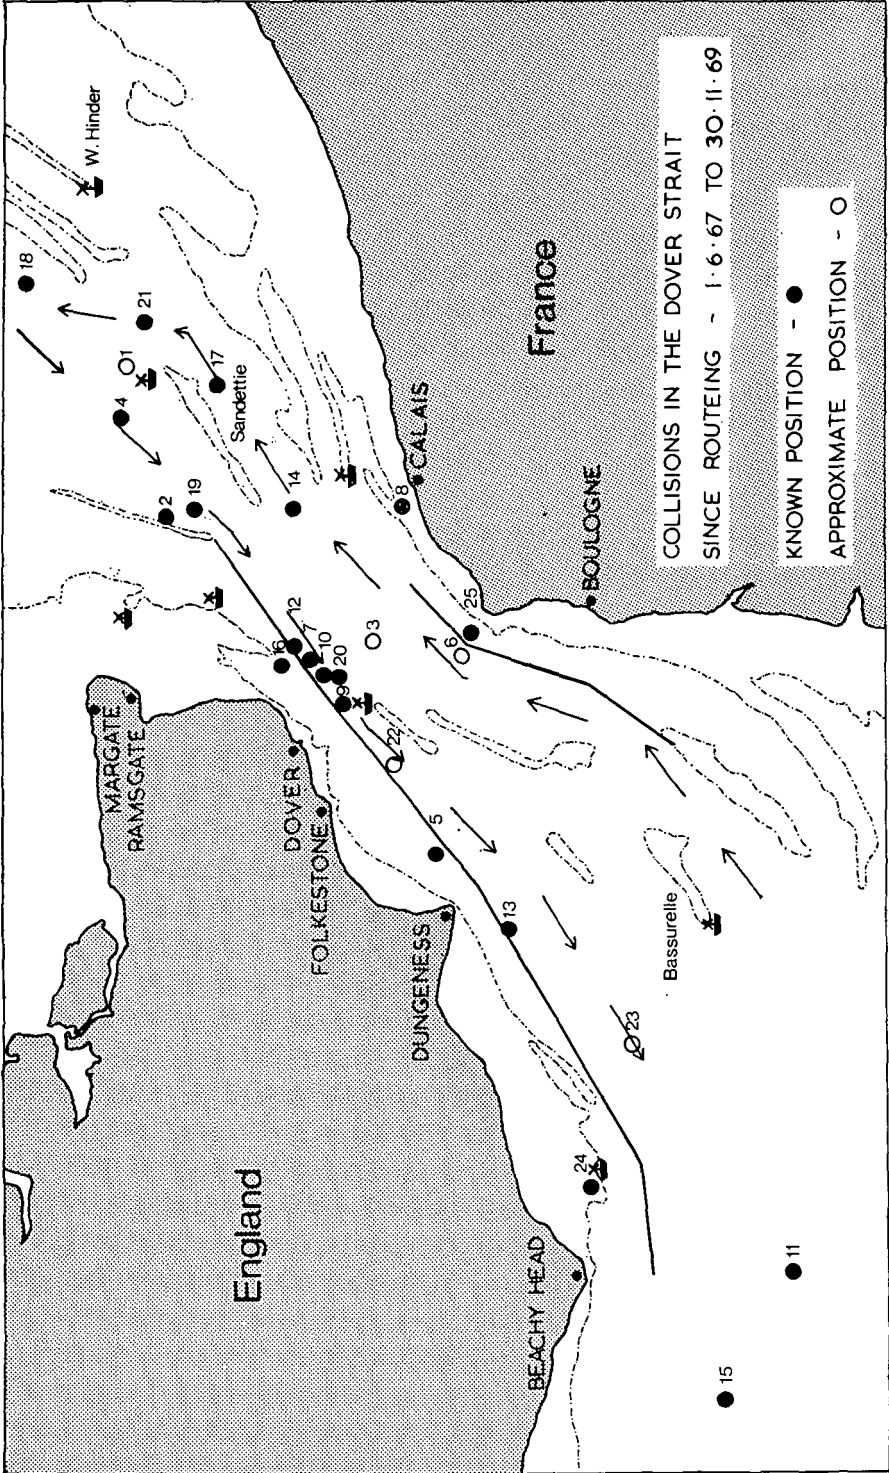 COLLISIONS IN THE DOVER STRAIT
SINCE ROUTEING - 1·6·67 TO 30·11·69
KNOWN POSITION - ●
APPROXIMATE POSITION - O
England
France
MARGATE
RAMSGATE
DOVER
FOLKESTONE
DUNGENESS
BEACHY HEAD
CALAIS
BOULOGNE
W. Hinder
Sandettie
Bassurelle
18
21
1
4
17
2
19
14
8
12
7
10
16
20
9
3
6
25
22
5
13
23
24
11
15